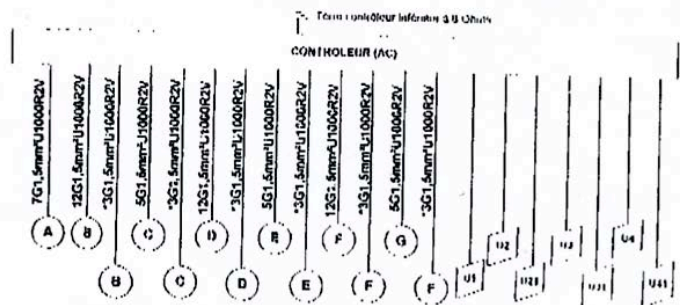 Terre contrôleur inférieur à 8 Ohms
CONTROLEUR (AC)
7G1,5mm²U1000R2V
12G1,5mm²U1000R2V
*3G1,5mm²U1000R2V
5G1,5mm²U1000R2V
*3G1,5mm²U1000R2V
12G1,5mm²U1000R2V
*3G1,5mm²U1000R2V
5G1,5mm²U1000R2V
*3G1,5mm²U1000R2V
12G1,5mm²U1000R2V
*3G1,5mm²U1000R2V
5G1,5mm²U1000R2V
*3G1,5mm²U1000R2V
A B C D E F G
B C D E F F
U1 U2 U3 U4
U21 U31 U41